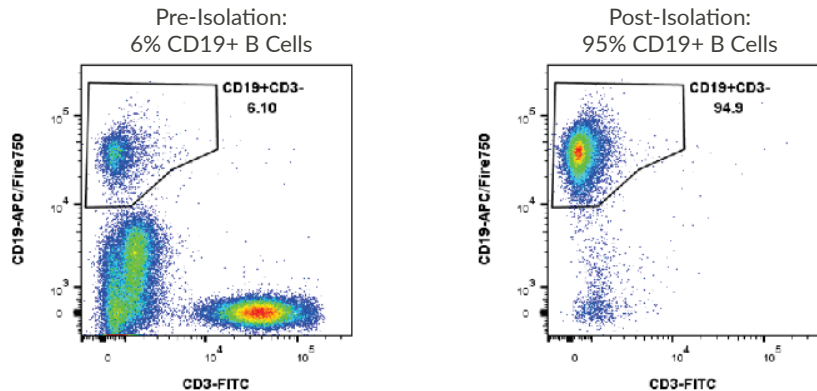 Pre-Isolation:
6% CD19+ B Cells
CD19+CD3-
6.10
10^5
10^4
10^3
0
CD19-APC/Fire750
0
10^4
10^5
CD3-FITC
Post-Isolation:
95% CD19+ B Cells
CD19+CD3-
94.9
10^5
10^4
10^3
0
CD19-APC/Fire750
0
10^4
10^5
CD3-FITC